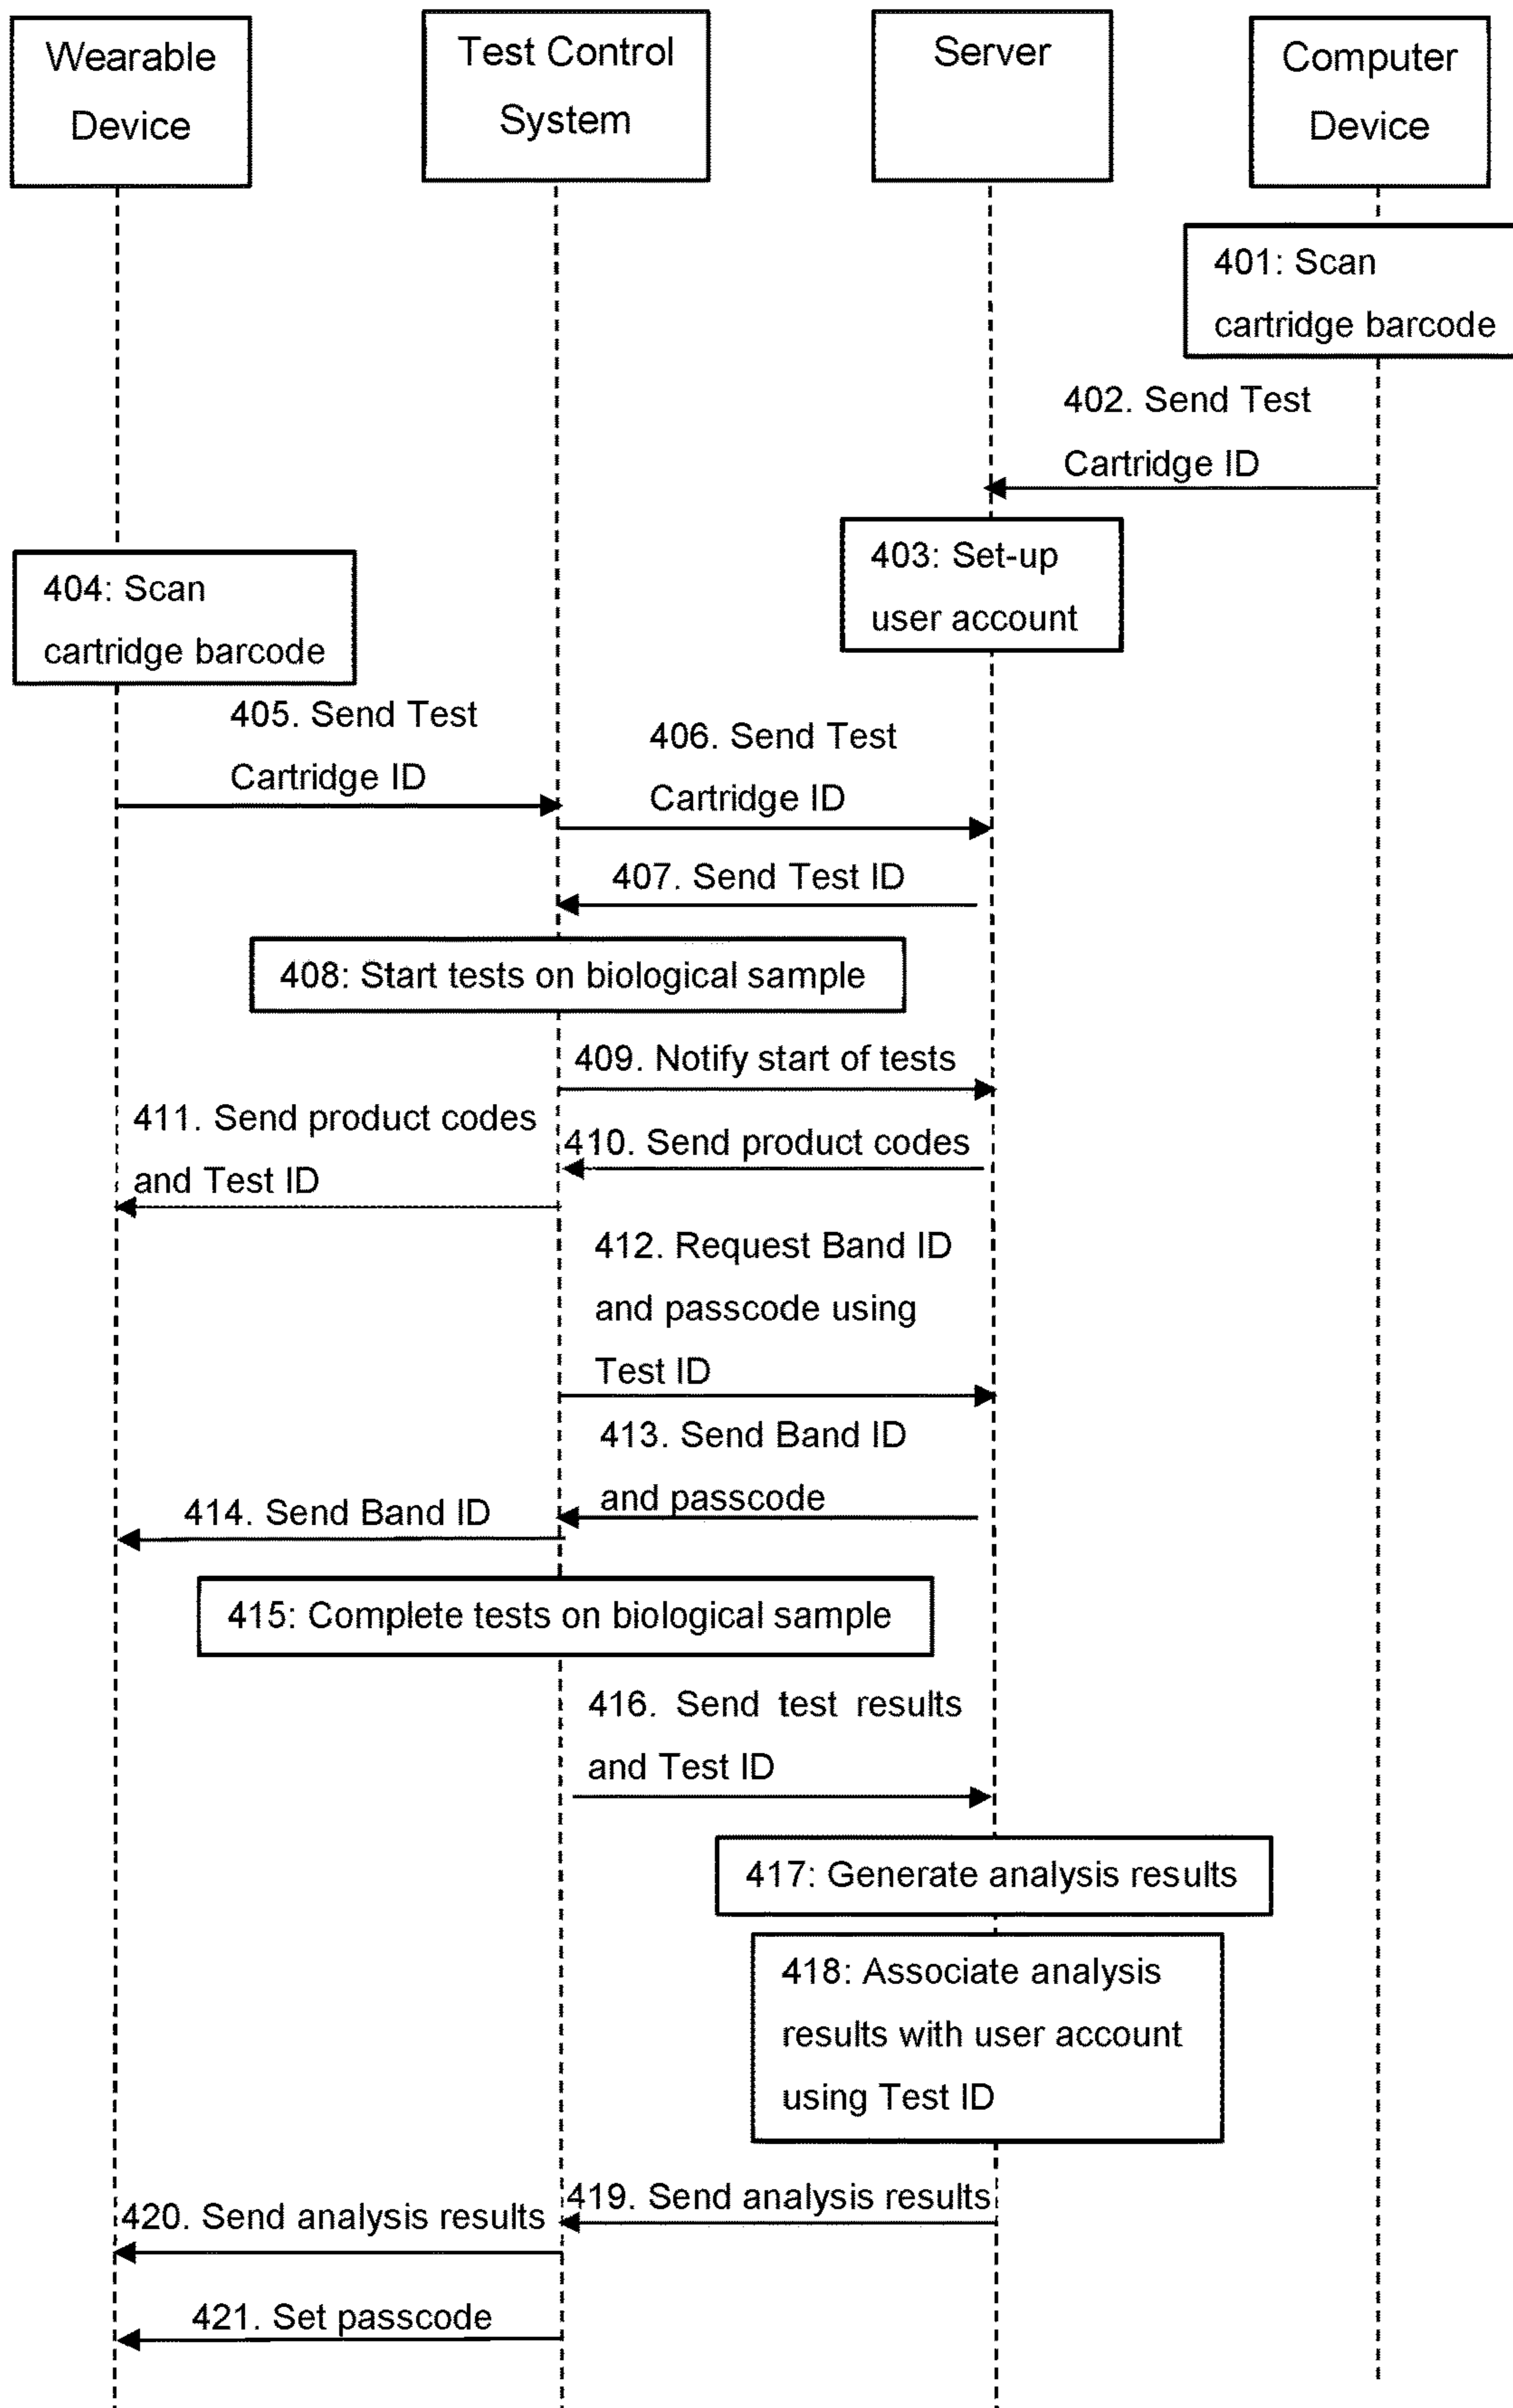 Wearable
Device
Test Control
System
Server
Computer
Device
401: Scan
cartridge barcode
402. Send Test
Cartridge ID
403: Set-up
user account
404: Scan
cartridge barcode
405. Send Test
Cartridge ID
406. Send Test
Cartridge ID
407. Send Test ID
408: Start tests on biological sample
409. Notify start of tests
410. Send product codes
411. Send product codes
and Test ID
412. Request Band ID
and passcode using
Test ID
413. Send Band ID
and passcode
414. Send Band ID
415: Complete tests on biological sample
416. Send test results
and Test ID
417: Generate analysis results
418: Associate analysis
results with user account
using Test ID
419. Send analysis results
420. Send analysis results
421. Set passcode